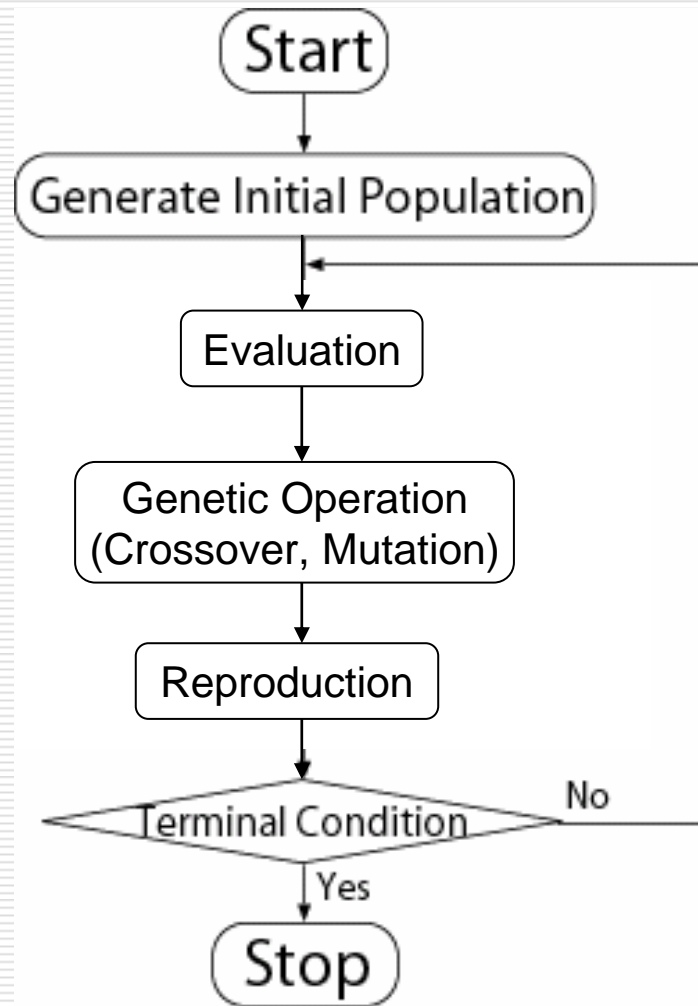 Start
Generate Initial Population
Evaluation
Genetic Operation
(Crossover, Mutation)
Reproduction
Terminal Condition
No
Yes
Stop